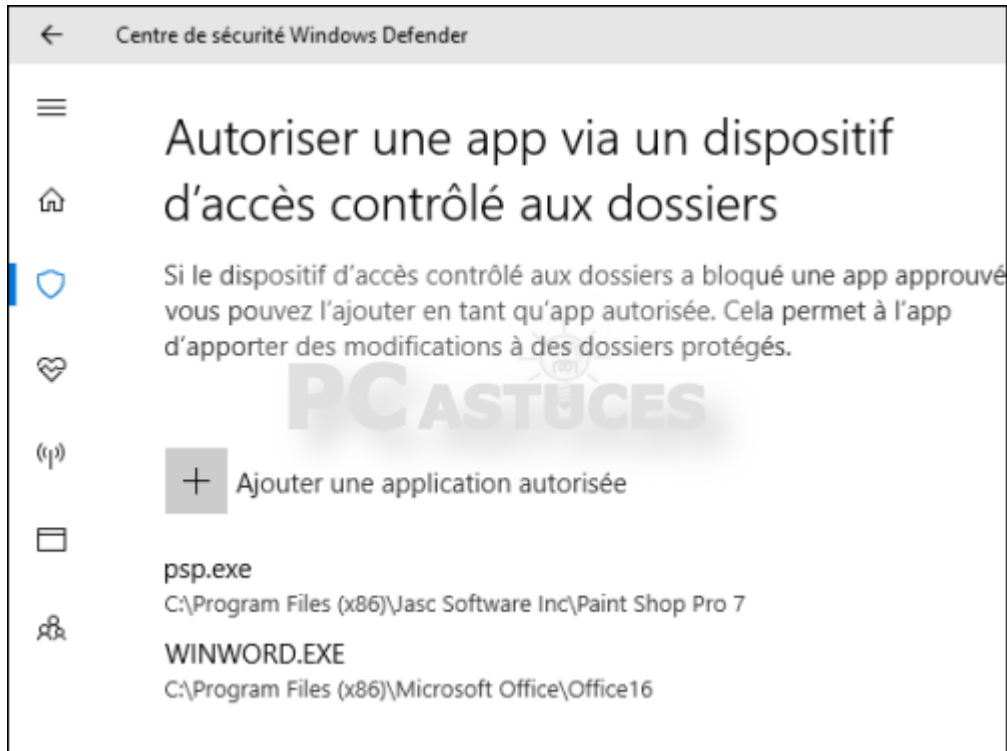 Centre de sécurité Windows Defender
Autoriser une app via un dispositif
d'accès contrôlé aux dossiers
Si le dispositif d'accès contrôlé aux dossiers a bloqué une app approuvé
vous pouvez l'ajouter en tant qu'app autorisée. Cela permet à l'app
d'apporter des modifications à des dossiers protégés.
PC ASTUCES
Ajouter une application autorisée
psp.exe
C:\Program Files (x86)\Jasc Software Inc\Paint Shop Pro 7
WINWORD.EXE
C:\Program Files (x86)\Microsoft Office\Office16